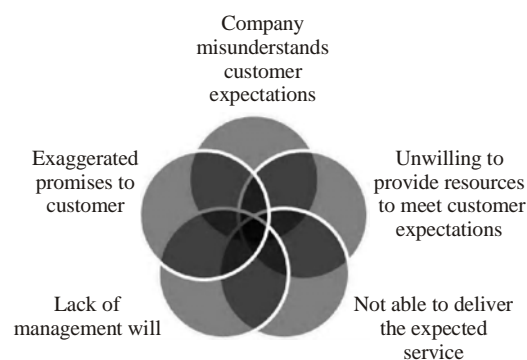 Company
misunderstands
customer
expectations
Exaggerated
promises to
customer
Unwilling to
provide resources
to meet customer
expectations
Lack of
management will
Not able to deliver
the expected
service